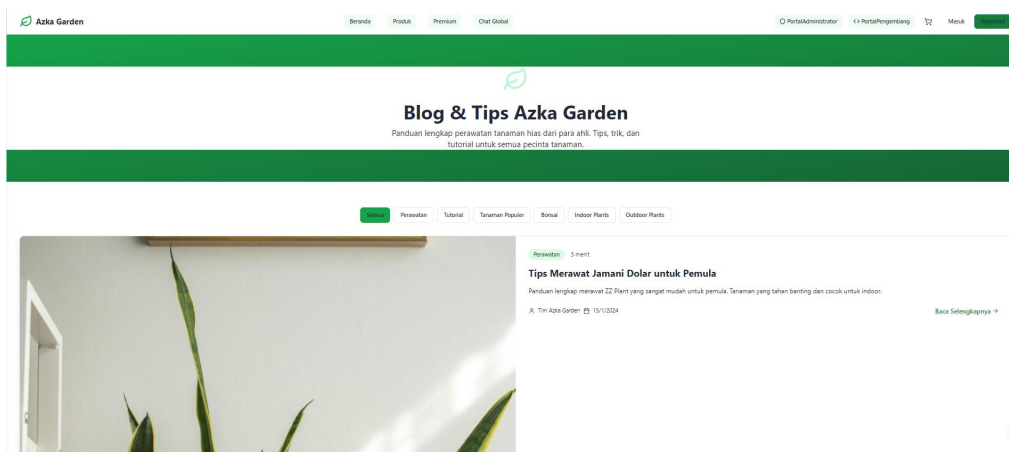 Azka Garden
Beranda Produk Premium Chat Global
PortalAdministrator PortalPengembang Masuk Registrasi
Blog & Tips Azka Garden
Panduan lengkap perawatan tanaman hias dari para ahli. Tips, trik, dan
tutorial untuk semua pecinta tanaman.
Semua Perawatan Tutorial Tanaman Populer Bonsai Indoor Plants Outdoor Plants
Perawatan 5 menit
Tips Merawat Jamani Dolar untuk Pemula
Panduan lengkap merawat ZZ Plant yang sangat mudah untuk pemula. Tanaman yang tahan banting dan cocok untuk indoor.
Tim Azka Garden 15/1/2024
Baca Selengkapnya →